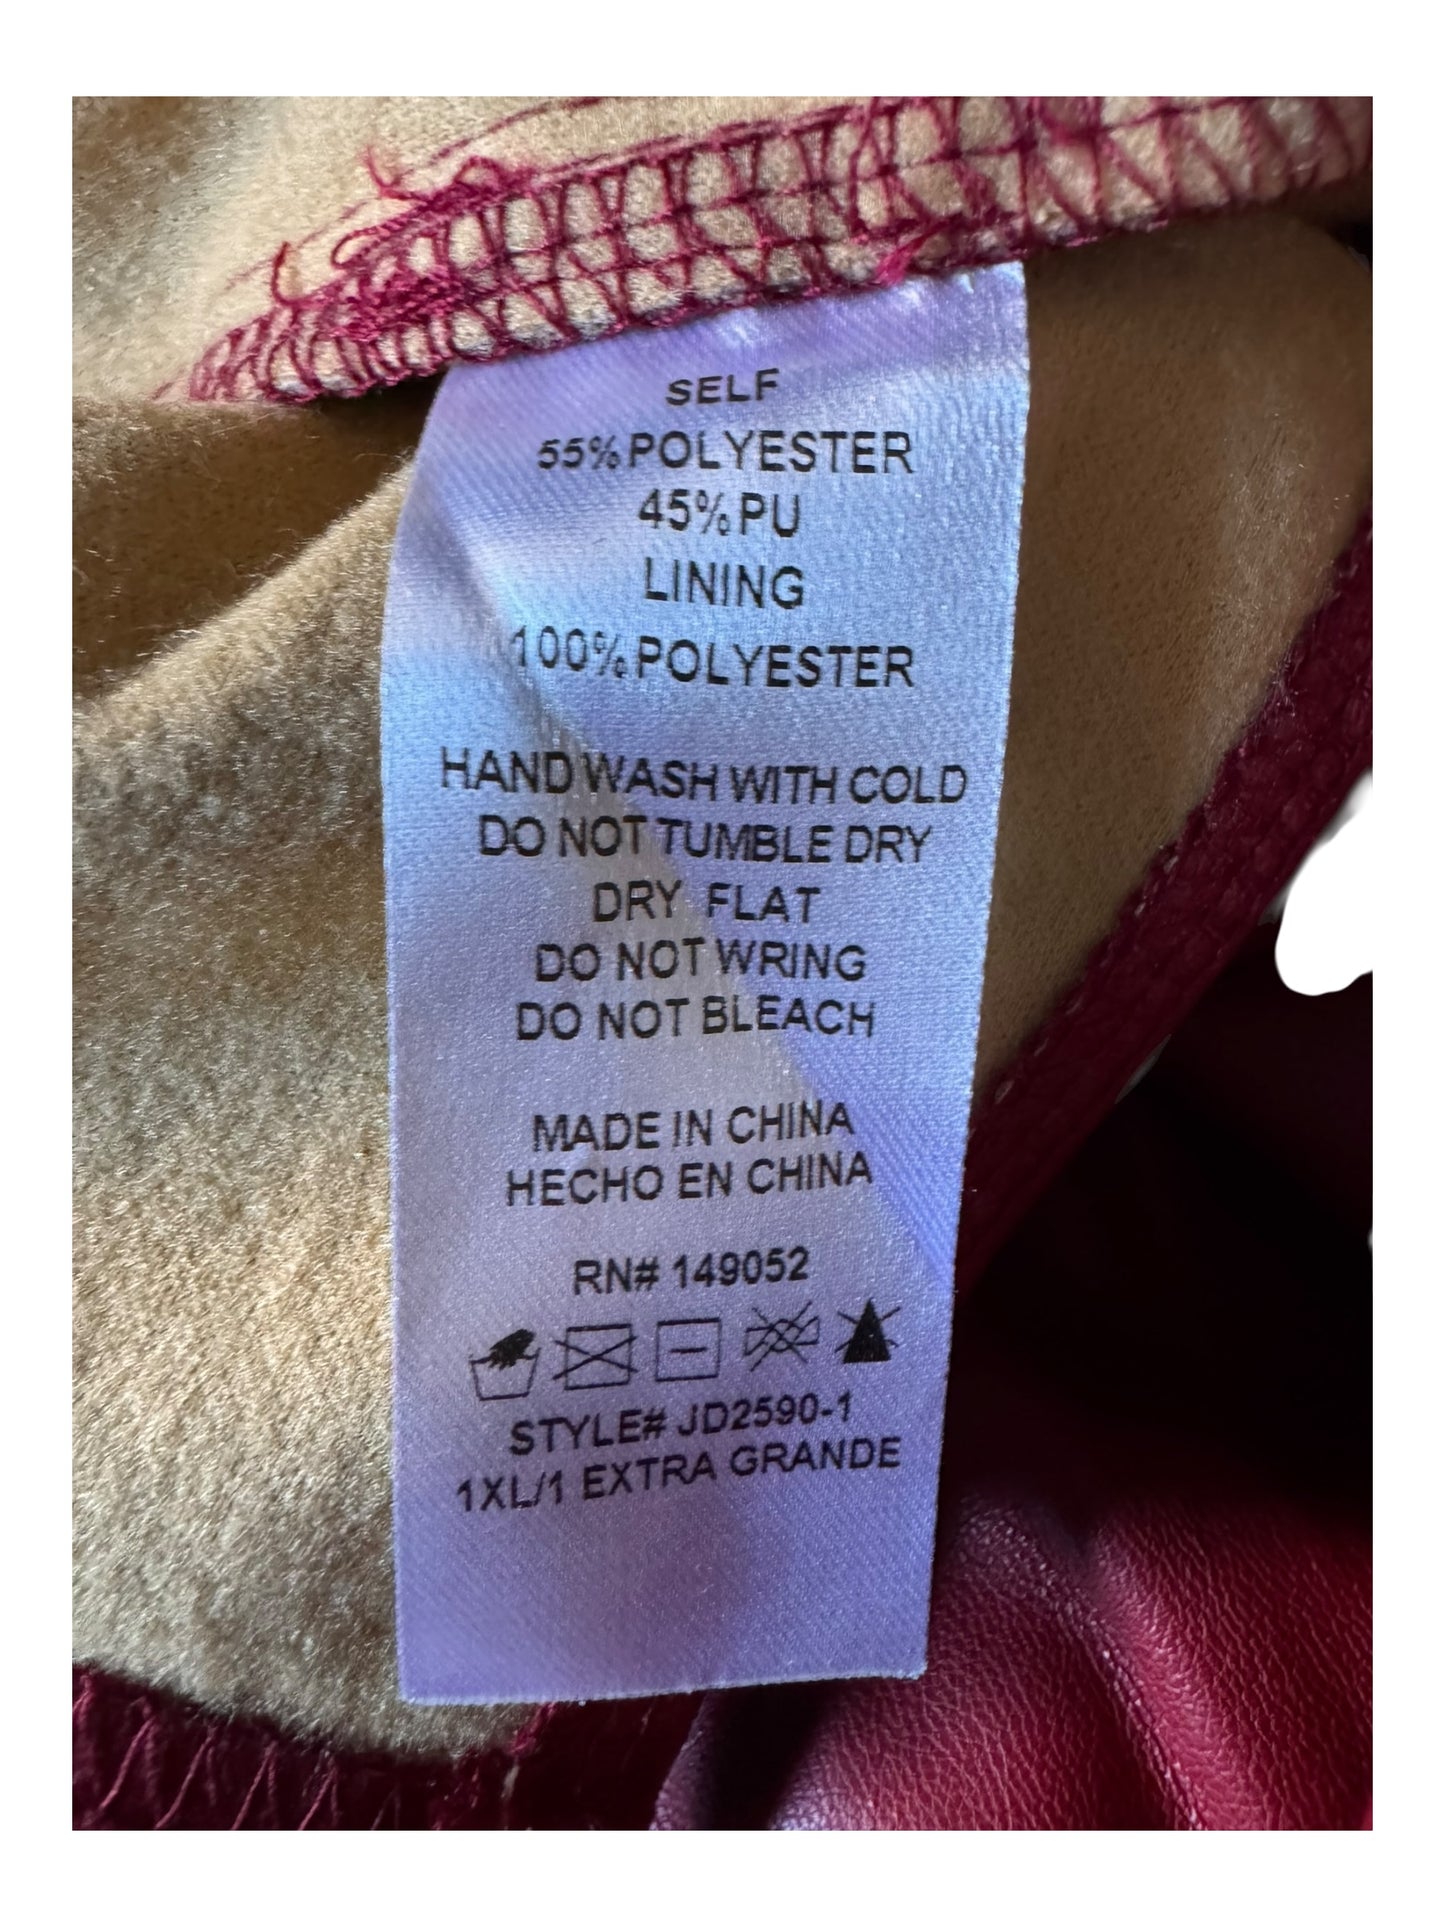 SELF
55% POLYESTER
45% PU
LINING
100% POLYESTER
HAND WASH WITH COLD
DO NOT TUMBLE DRY
DRY FLAT
DO NOT WRING
DO NOT BLEACH
MADE IN CHINA
HECHO EN CHINA
RN# 149052
STYLE# JD2590-1
1XL/1 EXTRA GRANDE